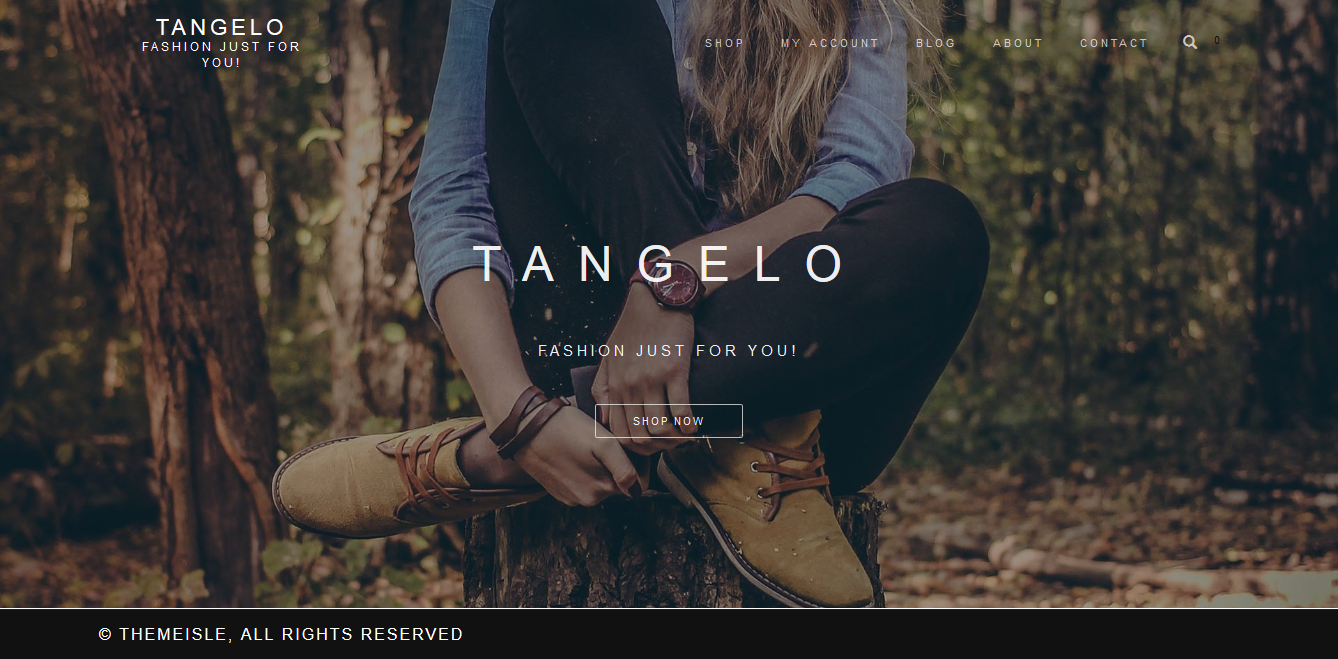 TANGELO
FASHION JUST FOR
YOU!
SHOP MY ACCOUNT BLOG ABOUT CONTACT 0
TANGELO
FASHION JUST FOR YOU!
SHOP NOW
© THEMEISLE, ALL RIGHTS RESERVED